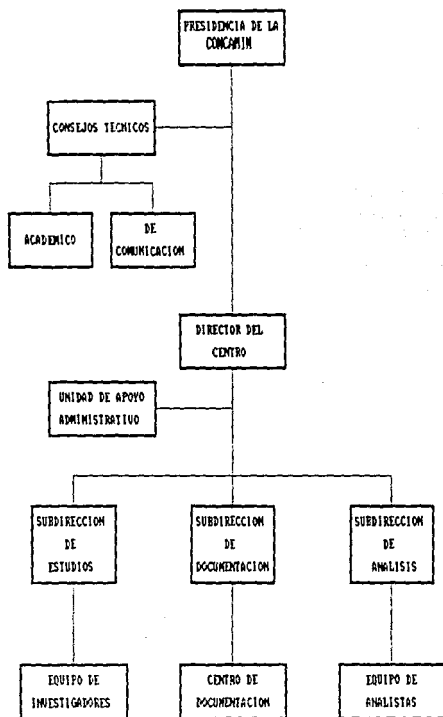 PRESIDENCIA DE LA
CONCAMIN
CONSEJOS TECNICOS
ACADEMICO
DE
COMUNICACION
DIRECTOR DEL
CENTRO
UNIDAD DE APOYO
ADMINISTRATIVO
SUBDIRECCION
DE
ESTUDIOS
SUBDIRECCION
DE
DOCUMENTACION
SUBDIRECCION
DE
ANALISIS
EQUIPO DE
INVESTIGADORES
CENTRO DE
DOCUMENTACION
EQUIPO DE
ANALISTAS